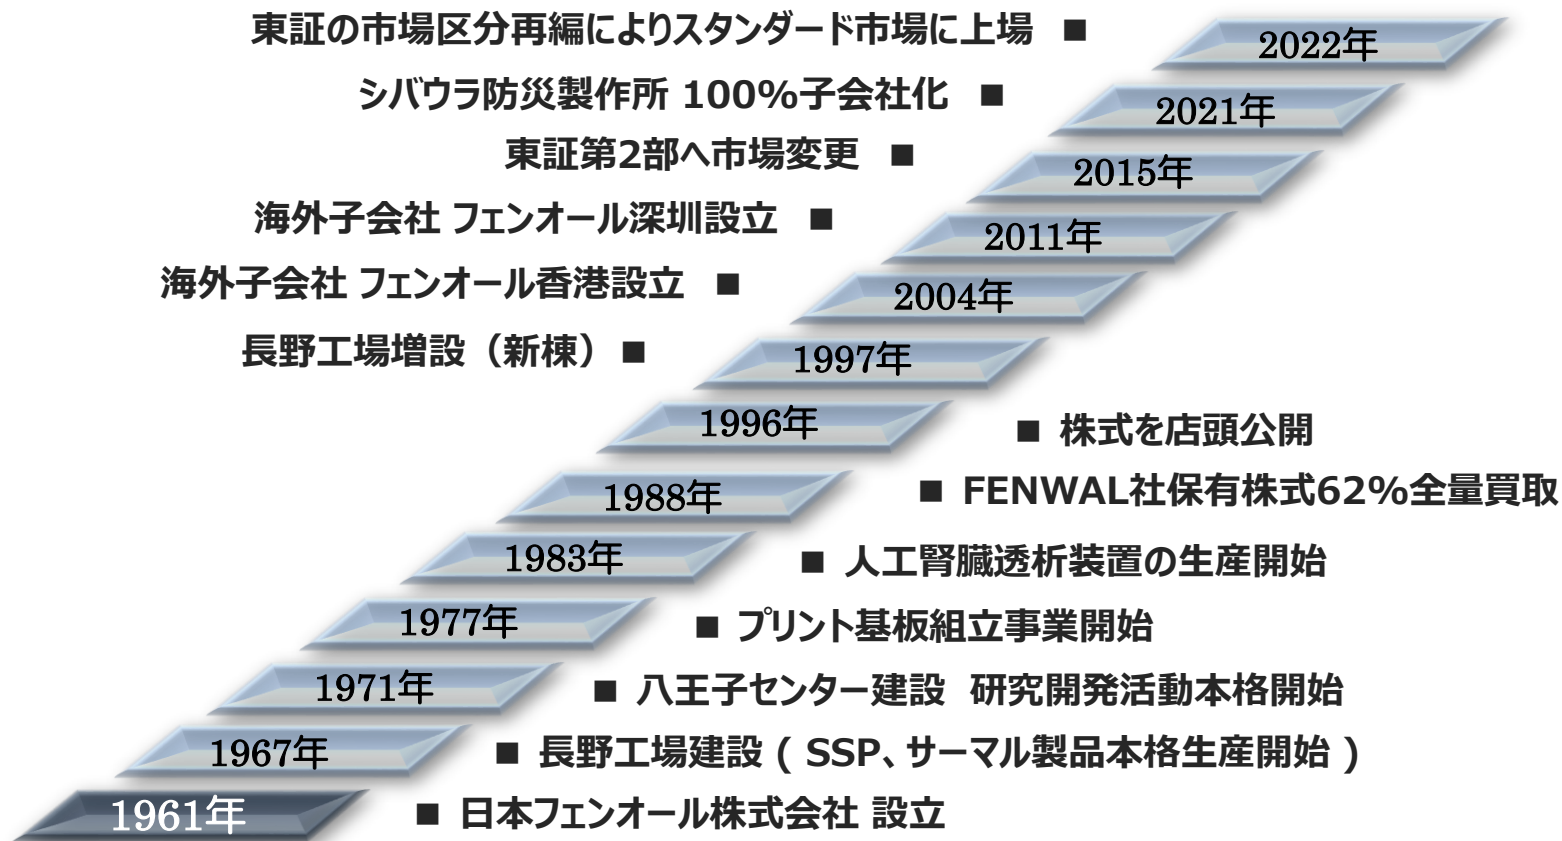 東証の市場区分再編によりスタンダード市場に上場 ■ 2022年
シバウラ防災製作所 100%子会社化 ■ 2021年
東証第2部へ市場変更 ■ 2015年
海外子会社 フェンオール深圳設立 ■ 2011年
海外子会社 フェンオール香港設立 ■ 2004年
長野工場増設（新棟）■ 1997年
1996年 ■ 株式を店頭公開
1988年 ■ FENWAL社保有株式62%全量買取
1983年 ■ 人工腎臓透析装置の生産開始
1977年 ■ プリント基板組立事業開始
1971年 ■ 八王子センター建設 研究開発活動本格開始
1967年 ■ 長野工場建設 ( SSP、サーマル製品本格生産開始 )
1961年 ■ 日本フェンオール株式会社 設立